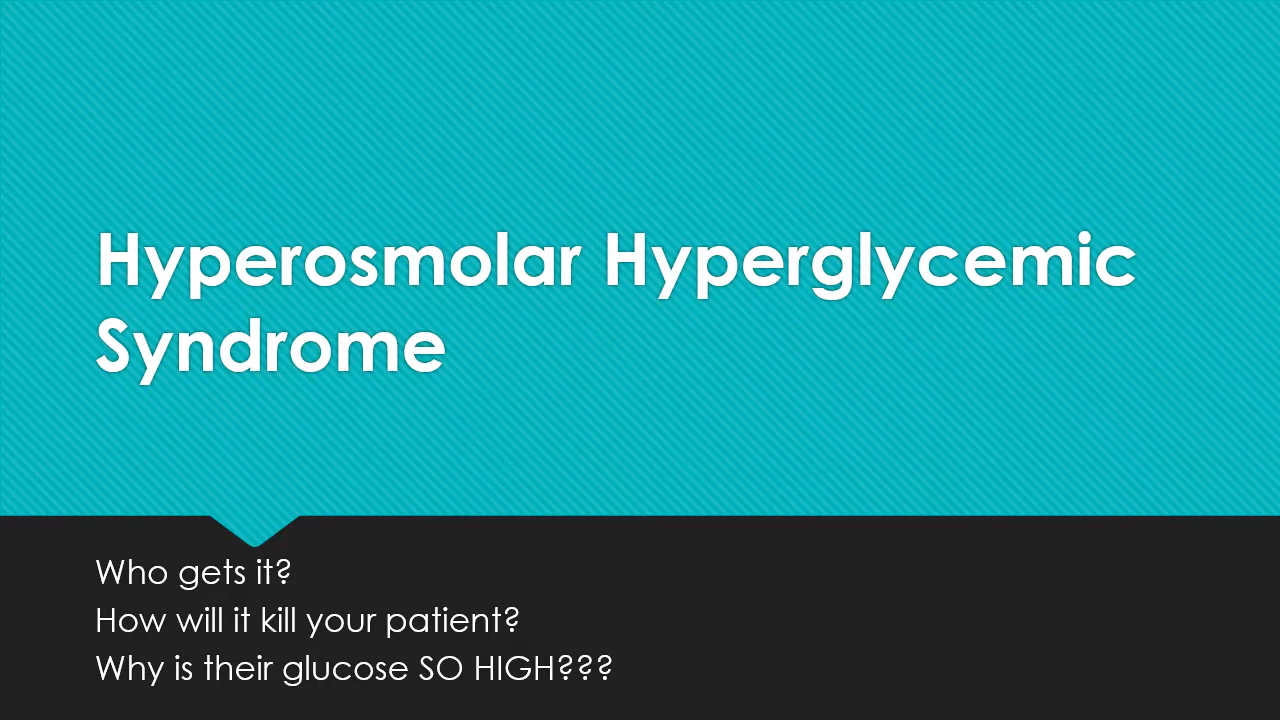 Hyperosmolar Hyperglycemic
Syndrome
Who gets it?
How will it kill your patient?
Why is their glucose SO HIGH???